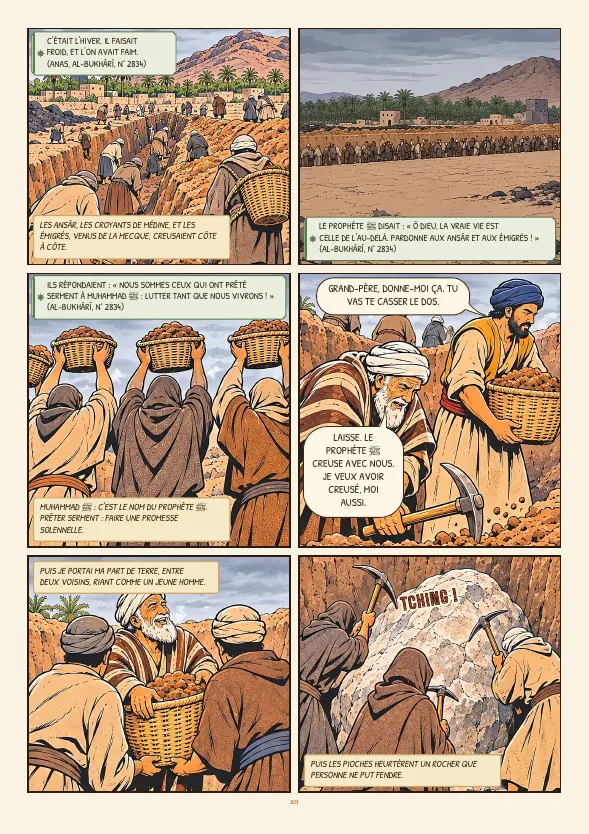 C'ÉTAIT L'HIVER. IL FAISAIT
FROID, ET L'ON AVAIT FAIM.
(ANAS, AL-BUKHÂRÎ, N° 2834)
LES ANSÂR, LES CROYANTS DE MÉDINE, ET LES
ÉMIGRÉS, VENUS DE LA MECQUE, CREUSAIENT CÔTE
À CÔTE.
LE PROPHÈTE ﷺ DISAIT : « Ô DIEU, LA VRAIE VIE EST
CELLE DE L'AU-DELÀ. PARDONNE AUX ANSÂR ET AUX ÉMIGRÉS ! »
(AL-BUKHÂRÎ, N° 2834)
ILS RÉPONDAIENT : « NOUS SOMMES CEUX QUI ONT PRÊTÉ
SERMENT À MUHAMMAD ﷺ : LUTTER TANT QUE NOUS VIVRONS ! »
(AL-BUKHÂRÎ, N° 2834)
MUHAMMAD ﷺ : C'EST LE NOM DU PROPHÈTE ﷺ.
PRÊTER SERMENT : FAIRE UNE PROMESSE
SOLENNELLE.
GRAND-PÈRE, DONNE-MOI ÇA. TU
VAS TE CASSER LE DOS.
LAISSE. LE
PROPHÈTE ﷺ
CREUSE AVEC NOUS.
JE VEUX AVOIR
CREUSÉ, MOI
AUSSI.
PUIS JE PORTAI MA PART DE TERRE, ENTRE
DEUX VOISINS, RIANT COMME UN JEUNE HOMME.
TCHING !
PUIS LES PIOCHES HEURTÈRENT UN ROCHER QUE
PERSONNE NE PUT FENDRE.
20